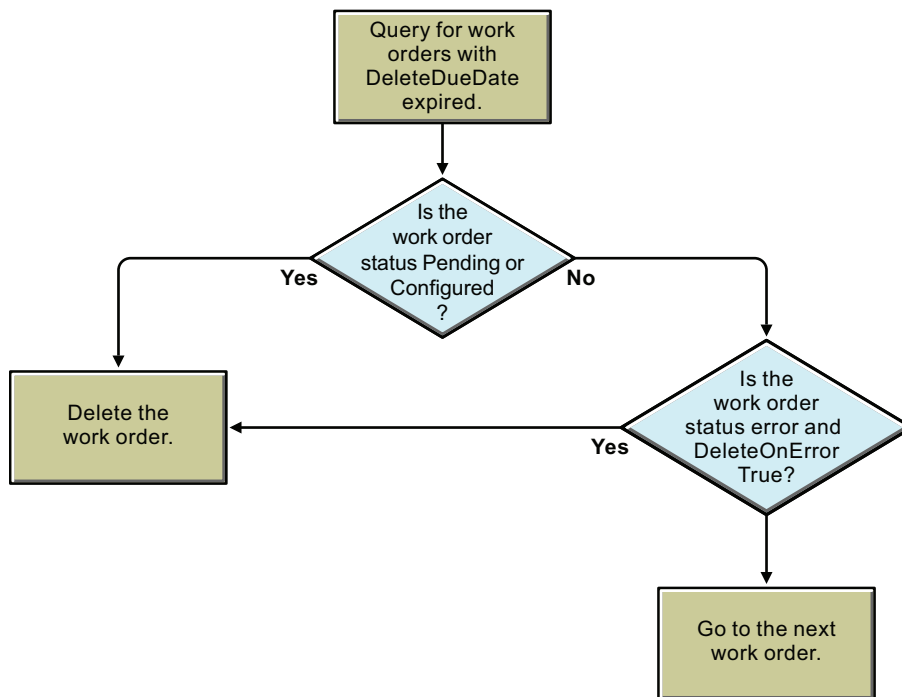 Query for work
orders with
DeleteDueDate
expired.
Is the
work order
status Pending or
Configured
?
Yes
No
Delete the
work order.
Is the
work order
status error and
DeleteOnError
True?
Yes
Go to the next
work order.